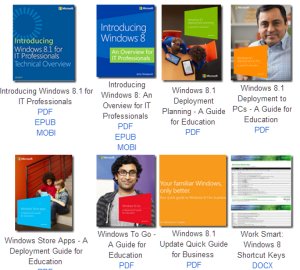 Introducing
Windows 8.1 for
IT Professionals
Technical Overview
Introducing
Windows 8
An Overview for
IT Professionals
Introducing Windows 8.1 for
IT Professionals
PDF
EPUB
MOBI
Introducing
Windows 8: An
Overview for IT
Professionals
PDF
EPUB
MOBI
Windows 8.1
Deployment
Planning - A Guide
for Education
PDF
Windows 8.1
Deployment to
PCs - A Guide for
Education
PDF
Your familiar Windows,
only better.
Windows Store Apps - A
Deployment Guide for
Education
Windows To Go -
A Guide for
Education
PDF
Windows 8.1
Update Quick Guide
for Business
PDF
Work Smart:
Windows 8
Shortcut Keys
DOCX